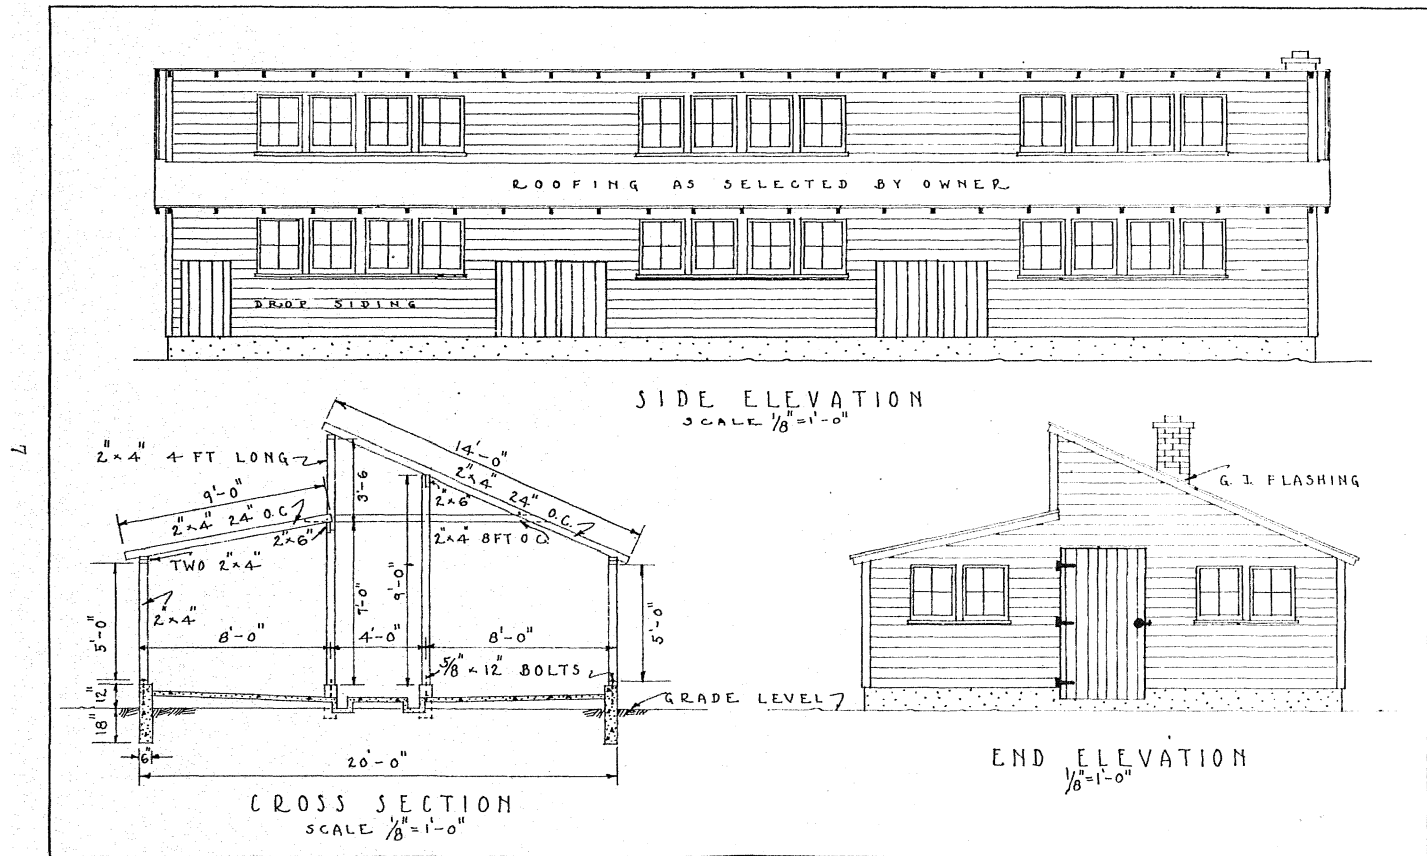 ROOFING AS SELECTED BY OWNER
DROP SIDING
SIDE ELEVATION
SCALE 1/8"=1'-0"
7
2"x4" 4 FT LONG
14'-0"
2"x4"
24"
O.C.
9'-0"
2"x4" 24" O.C.
3'-6
2"x6"
2"x6"
2"x4" 8FT O.C.
TWO 2"x4"
2"x4"
5'-0"
7'-0"
9'-0"
5'-0"
8'-0"
4'-0"
8'-0"
5/8" x 12" BOLTS
12"
18"
6"
20'-0"
GRADE LEVEL
CROSS SECTION
SCALE 1/8"=1'-0"
G. I. FLASHING
END ELEVATION
1/8"=1'-0"